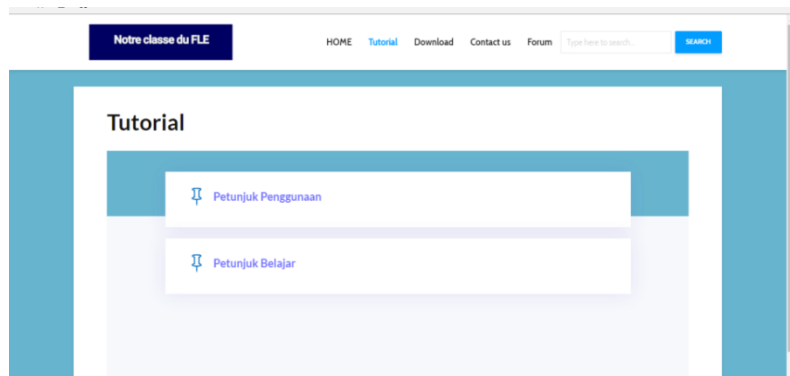 Notre classe du FLE
HOME Tutorial Download Contact us Forum Type here to search... SEARCH
Tutorial
Petunjuk Penggunaan
Petunjuk Belajar